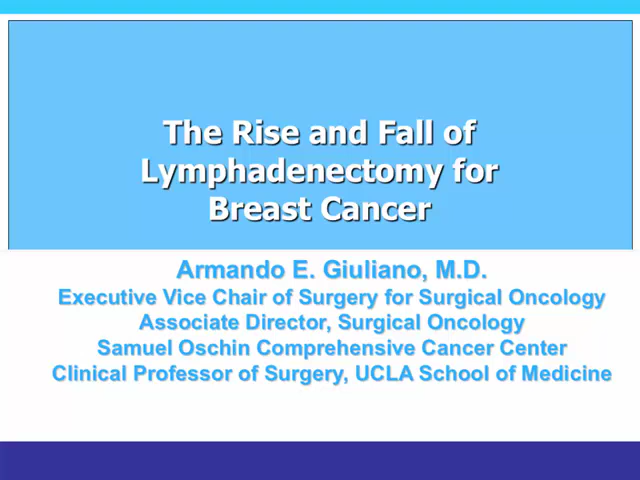 The Rise and Fall of
Lymphadenectomy for
Breast Cancer
Armando E. Giuliano, M.D.
Executive Vice Chair of Surgery for Surgical Oncology
Associate Director, Surgical Oncology
Samuel Oschin Comprehensive Cancer Center
Clinical Professor of Surgery, UCLA School of Medicine